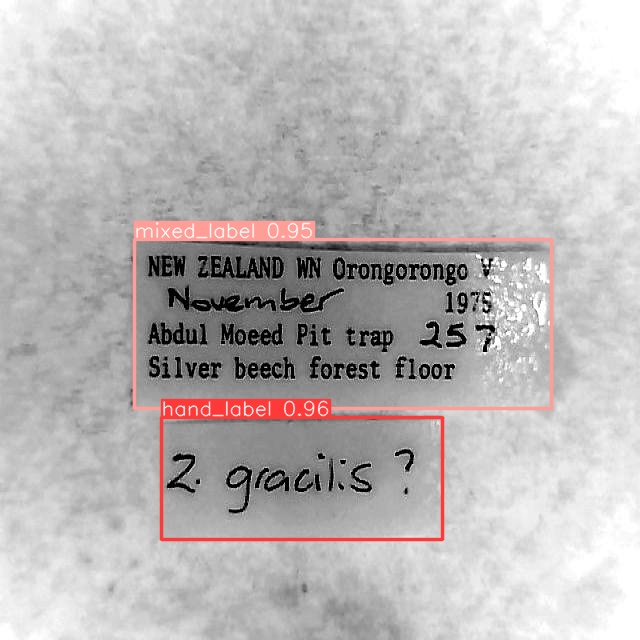 mixed_label 0.95
NEW ZEALAND WN Orongorongo V
November 1975
Abdul Moeed Pit trap 257
Silver beech forest floor
hand_label 0.96
Z. gracilis ?